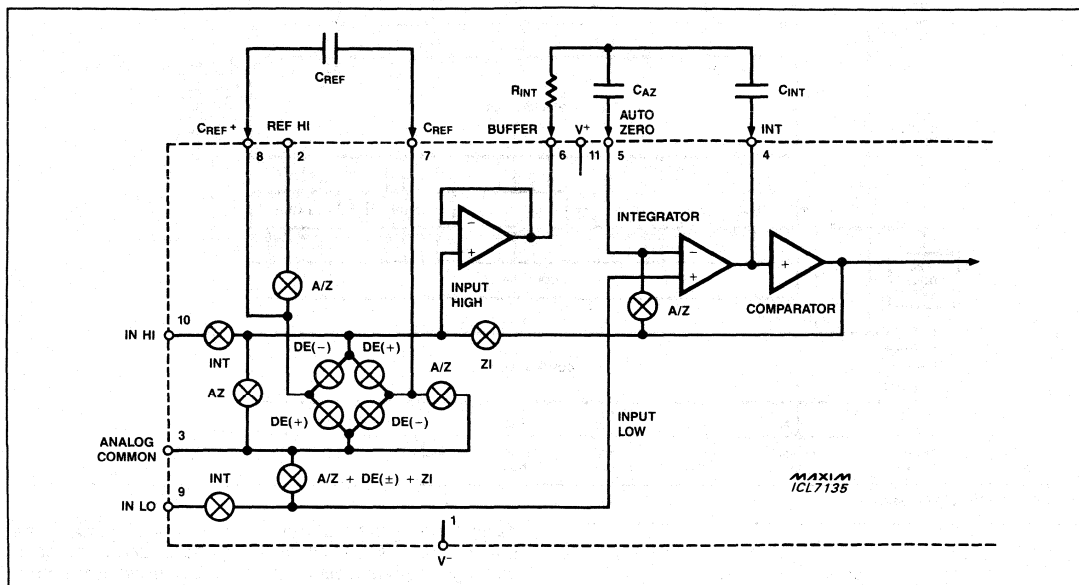 CREF
RINT
CAZ
CINT
CREF+
REF HI
CREF
BUFFER
V+
AUTO
ZERO
INT
8
2
7
6
11
5
4
INTEGRATOR
−
+
−
+
+
A/Z
INPUT
HIGH
A/Z
COMPARATOR
10
IN HI
INT
DE(−)
DE(+)
ZI
A/Z
AZ
DE(+)
DE(−)
INPUT
LOW
3
ANALOG
COMMON
INT
A/Z + DE(±) + ZI
9
IN LO
1
V−
MAXIM
ICL7135